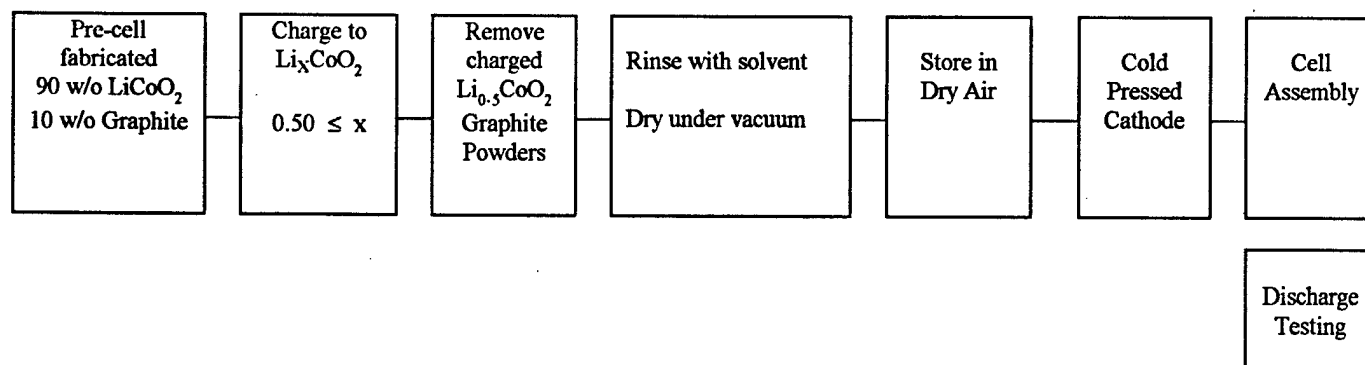 Pre-cell
fabricated
90 w/o LiCoO₂
10 w/o Graphite
Charge to
LiₓCoO₂
0.50 ≤ x
Remove
charged
Li₀.₅CoO₂
Graphite
Powders
Rinse with solvent
Dry under vacuum
Store in
Dry Air
Cold
Pressed
Cathode
Cell
Assembly
Discharge
Testing